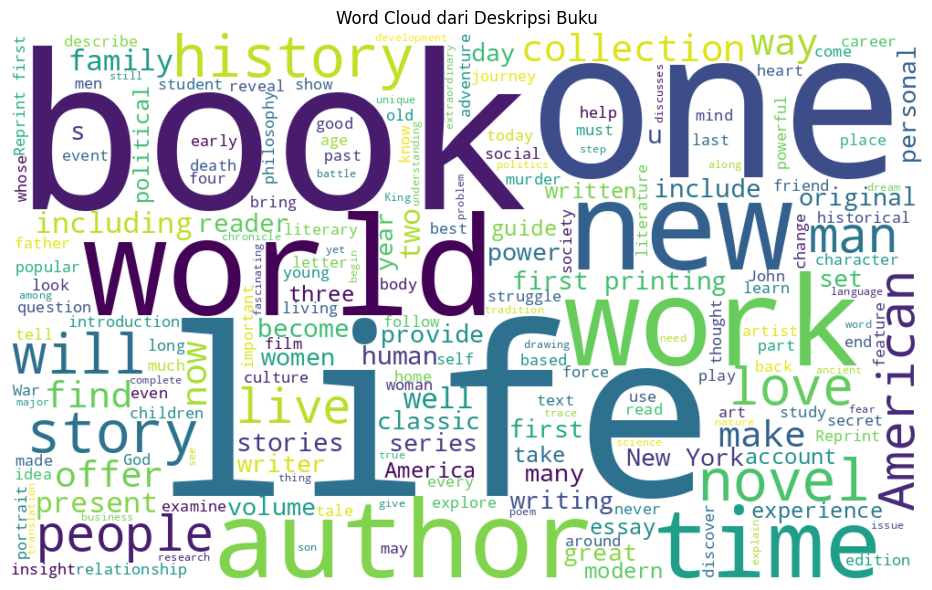 Word Cloud dari Deskripsi Buku
describe
development
Reprint first
family
history
still
day
collection
way
come
career
men
student
reveal
show
extraordinary
journey
adventure
discusses
heart
personal
book
one
unique
old
help
mind
s
political
early
philosophy
good
age
know
understanding
today
must
u
last
powerful
place
whose
event
death
past
social
step
four
battle
politics
murder
along
bring
King
written
include
friend
original
dream
including
reader
literary
year
two
problem
best
guide
society
new
literature
change
historical
man
father
chronicle
yet
power
character
world
fascinating
letter
begin
popular
young
body
first printing
John
set
look
three
struggle
learn
language
among
question
living
tradition
American
introduction
important
become
follow
provide
work
thought
artist
word
tell
long
film
drawing
need
part
end
feature
will
now
much
women
human
self
based
back
ancient
life
War
complete
culture
home
force
play
love
major
even
find
woman
well
text
use
art
study
fear
children
live
classic
trace
read
secret
story
first
nature
make
Reprint
made
God
stories
true
series
science
see
take
idea
writer
America
many
New York
account
offer
thing
every
novel
portrait
present
examine
volume
tale
give
explore
writing
never
discover
experience
translation
business
poem
essay
explain
issue
people
author
time
son
may
around
great
research
modern
edition
insight
relationship